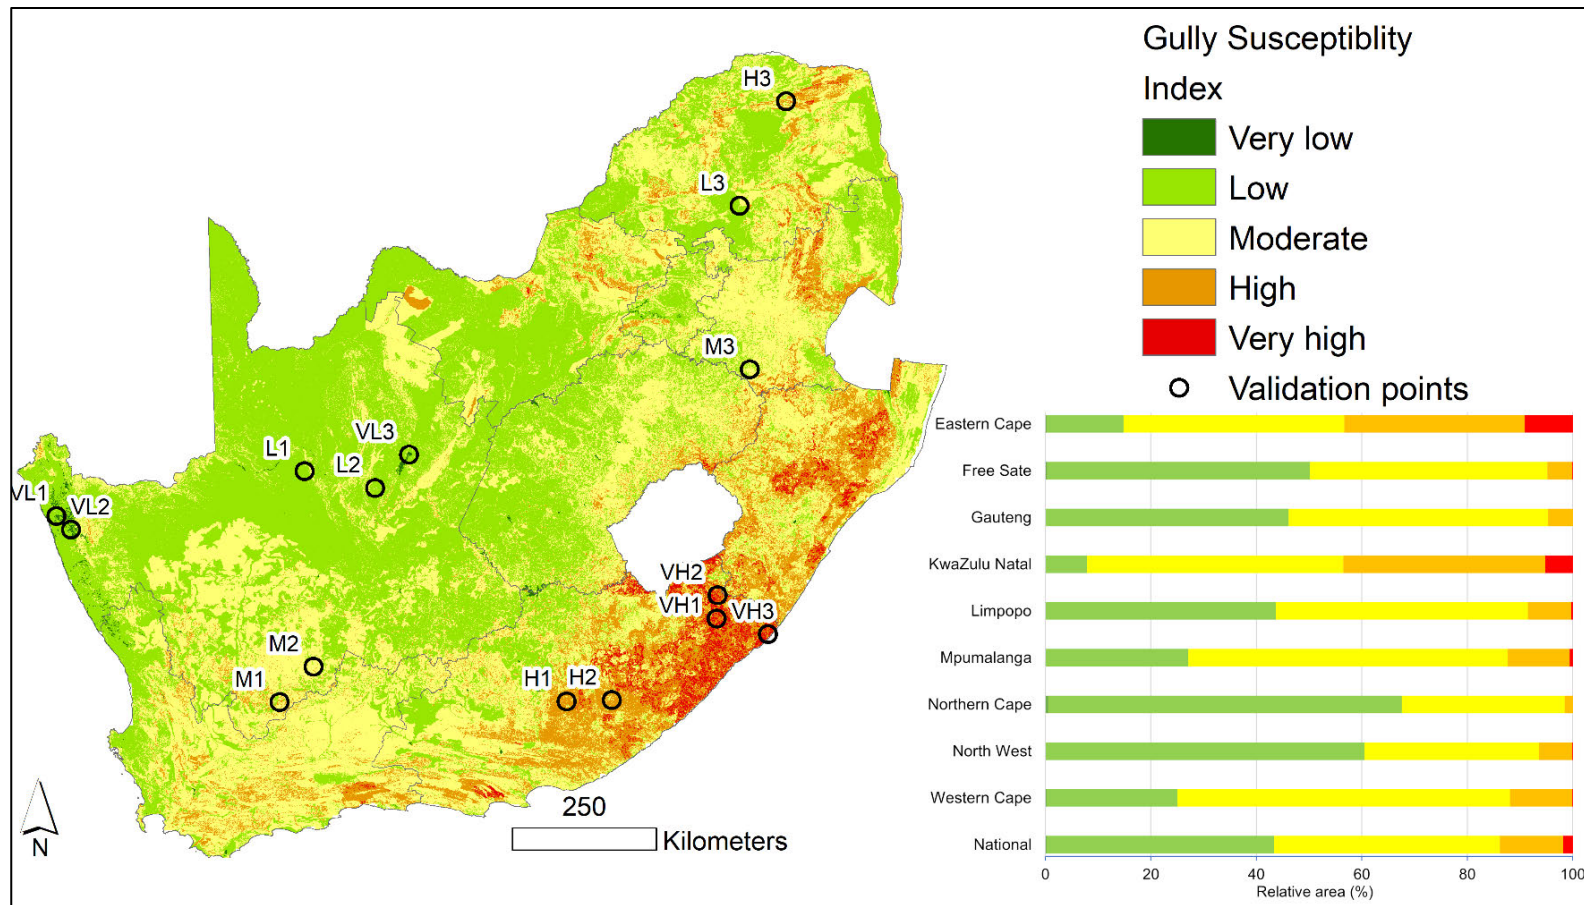 Gully Susceptiblity
Index
Very low
Low
Moderate
High
Very high
Validation points
H3
L3
M3
VL3
L1
L2
VL1
VL2
VH2
VH1
VH3
M2
M1
H1
H2
250
Kilometers
N
Eastern Cape
Free Sate
Gauteng
KwaZulu Natal
Limpopo
Mpumalanga
Northern Cape
North West
Western Cape
National
0 20 40 60 80 100
Relative area (%)